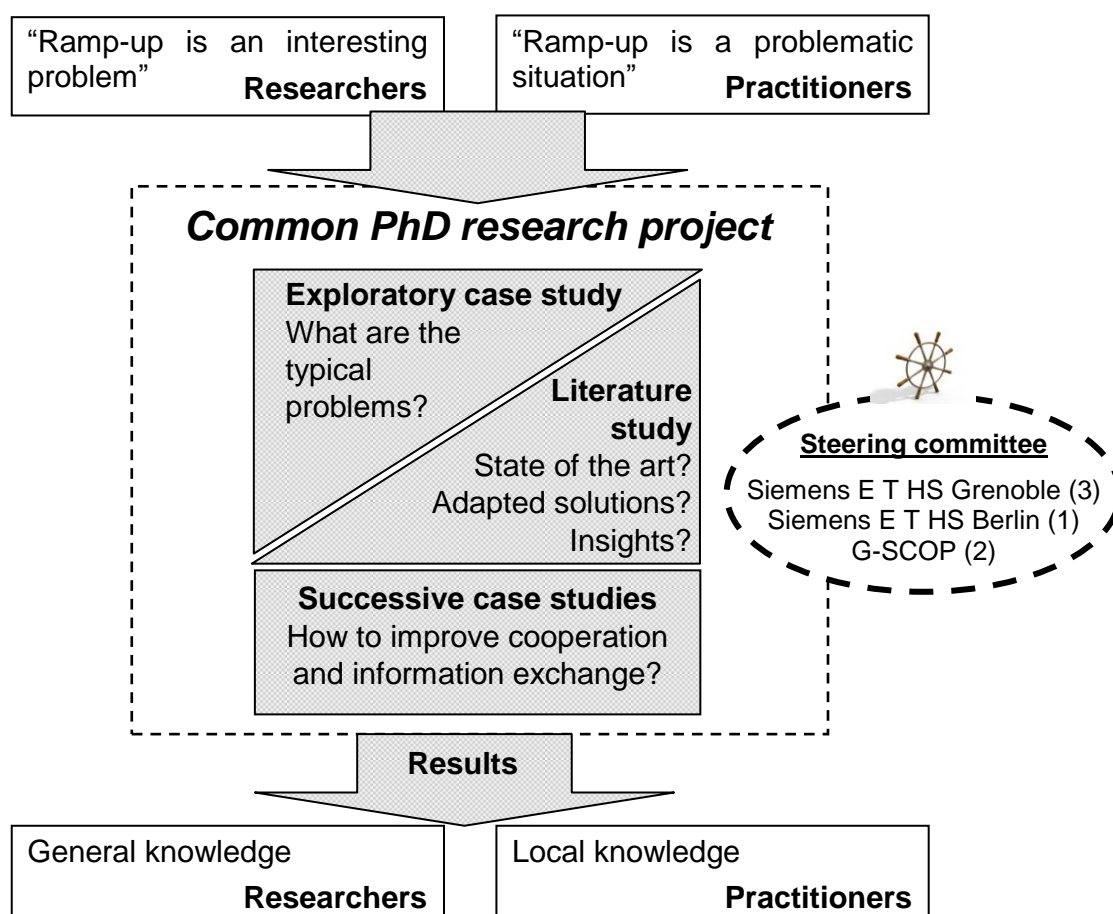 “Ramp-up is an interesting
problem”
Researchers
“Ramp-up is a problematic
situation”
Practitioners
Common PhD research project
Exploratory case study
What are the
typical
problems?
Literature
study
State of the art?
Adapted solutions?
Insights?
Steering committee
Siemens E T HS Grenoble (3)
Siemens E T HS Berlin (1)
G-SCOP (2)
Successive case studies
How to improve cooperation
and information exchange?
Results
General knowledge
Researchers
Local knowledge
Practitioners